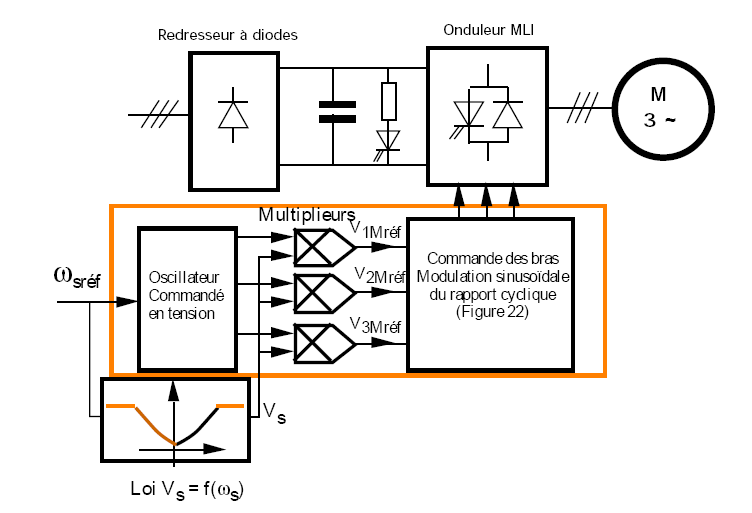 Redresseur à diodes
Onduleur MLI
M
3 ~
Multiplieurs
V1Mréf
V2Mréf
V3Mréf
ωsréf
Oscillateur
Commandé
en tension
Commande des bras
Modulation sinusoïdale
du rapport cyclique
(Figure 22)
Vs
Loi Vs = f(ωs)